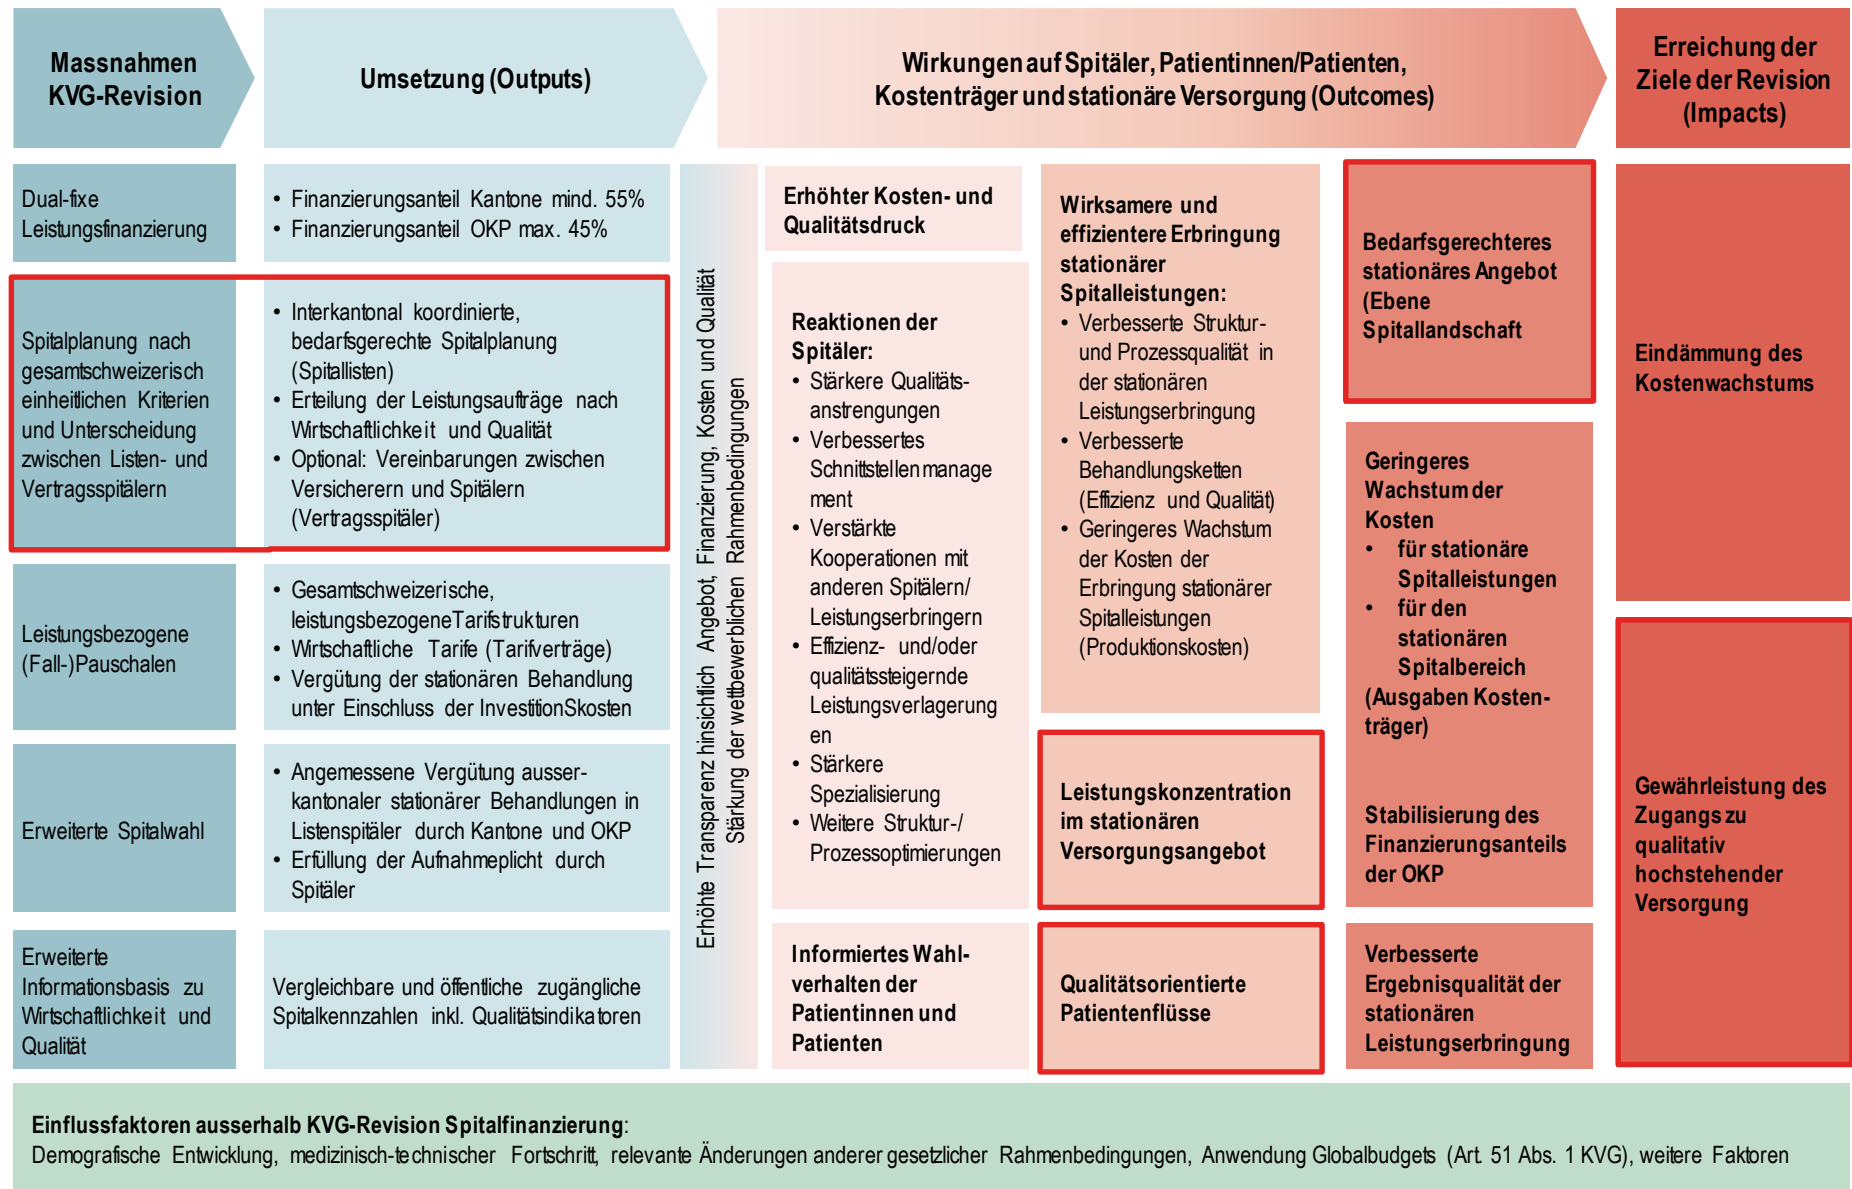 Massnahmen
KVG-Revision
Umsetzung (Outputs)
Wirkungen auf Spitäler, Patientinnen/Patienten,
Kostenträger und stationäre Versorgung (Outcomes)
Erreichung der
Ziele der Revision
(Impacts)
Dual-fixe
Leistungsfinanzierung
• Finanzierungsanteil Kantone mind. 55%
• Finanzierungsanteil OKP max. 45%
Spitalplanung nach
gesamtschweizerisch
einheitlichen Kriterien
und Unterscheidung
zwischen Listen- und
Vertragsspitälern
• Interkantonal koordinierte,
bedarfsgerechte Spitalplanung
(Spitallisten)
• Erteilung der Leistungsaufträge nach
Wirtschaftlichkeit und Qualität
• Optional: Vereinbarungen zwischen
Versicherern und Spitälern
(Vertragsspitäler)
Leistungsbezogene
(Fall-)Pauschalen
• Gesamtschweizerische,
leistungsbezogene Tarifstrukturen
• Wirtschaftliche Tarife (Tarifverträge)
• Vergütung der stationären Behandlung
unter Einschluss der InvestitionSkosten
Erweiterte Spitalwahl
• Angemessene Vergütung ausser-
kantonaler stationärer Behandlungen in
Listenspitäler durch Kantone und OKP
• Erfüllung der Aufnahmeplicht durch
Spitäler
Erweiterte
Informationsbasis zu
Wirtschaftlichkeit und
Qualität
Vergleichbare und öffentliche zugängliche
Spitalkennzahlen inkl. Qualitätsindikatoren
Erhöhte Transparenz hinsichtlich Angebot, Finanzierung, Kosten und Qualität
Stärkung der wettbewerblichen Rahmenbedingungen
Erhöhter Kosten- und
Qualitätsdruck
Reaktionen der
Spitäler:
• Stärkere Qualitäts-
anstrengungen
• Verbessertes
Schnittstellenmanage
ment
• Verstärkte
Kooperationen mit
anderen Spitälern/
Leistungserbringern
• Effizienz- und/oder
qualitätssteigernde
Leistungsverlagerung
en
• Stärkere
Spezialisierung
• Weitere Struktur-/
Prozessoptimierungen
Informiertes Wahl-
verhalten der
Patientinnen und
Patienten
Wirksamere und
effizientere Erbringung
stationärer
Spitalleistungen:
• Verbesserte Struktur-
und Prozessqualität in
der stationären
Leistungserbringung
• Verbesserte
Behandlungsketten
(Effizienz und Qualität)
• Geringeres Wachstum
der Kosten der
Erbringung stationärer
Spitalleistungen
(Produktionskosten)
Leistungskonzentration
im stationären
Versorgungsangebot
Qualitätsorientierte
Patientenflüsse
Bedarfsgerechteres
stationäres Angebot
(Ebene
Spitallandschaft
Geringeres
Wachstum der
Kosten
• für stationäre
Spitalleistungen
• für den
stationären
Spitalbereich
(Ausgaben Kosten-
träger)
Stabilisierung des
Finanzierungsanteils
der OKP
Verbesserte
Ergebnisqualität der
stationären
Leistungserbringung
Eindämmung des
Kostenwachstums
Gewährleistung des
Zugangs zu
qualitativ
hochstehender
Versorgung
Einflussfaktoren ausserhalb KVG-Revision Spitalfinanzierung:
Demografische Entwicklung, medizinisch-technischer Fortschritt, relevante Änderungen anderer gesetzlicher Rahmenbedingungen, Anwendung Globalbudgets (Art. 51 Abs. 1 KVG), weitere Faktoren